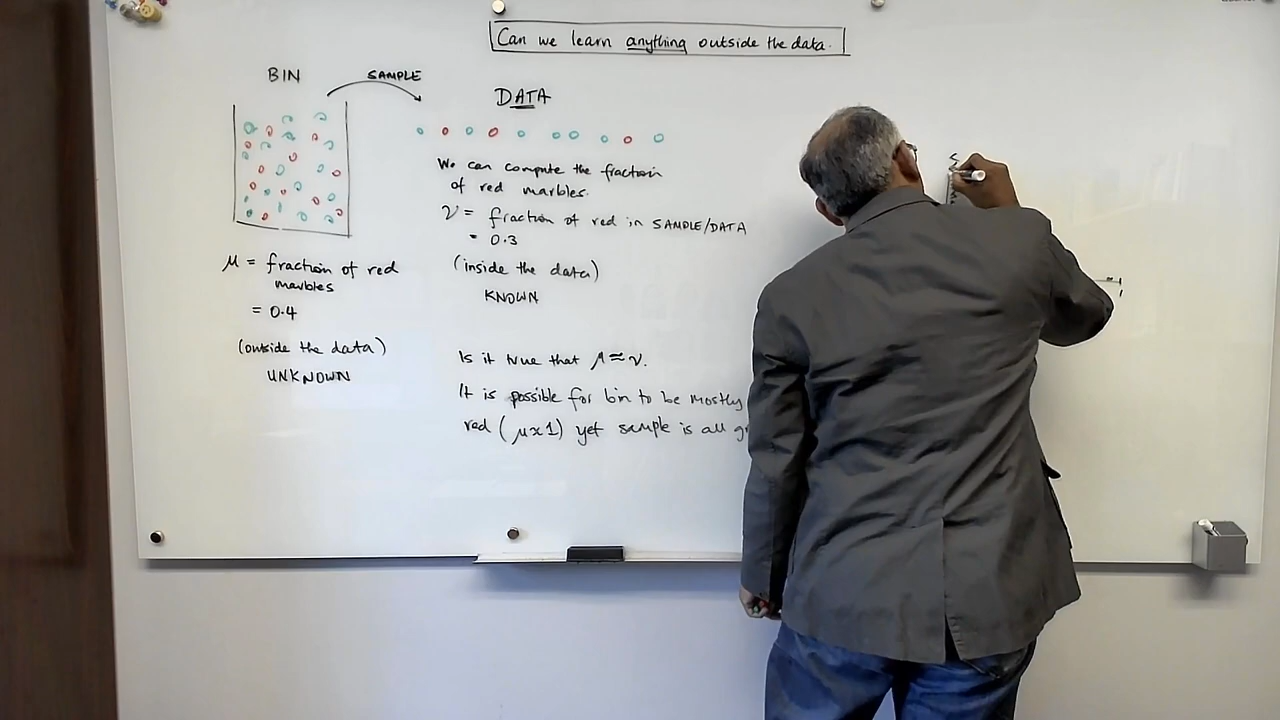 Can we learn anything outside the data.
BIN
SAMPLE
DATA
We can compute the fraction
of red marbles.
ν = fraction of red in SAMPLE/DATA
= 0.3
(inside the data)
KNOWN
μ = fraction of red
marbles
= 0.4
(outside the data)
UNKNOWN
Is it true that μ ≈ ν.
It is possible for bin to be mostly
red (μ≈1) yet sample is all